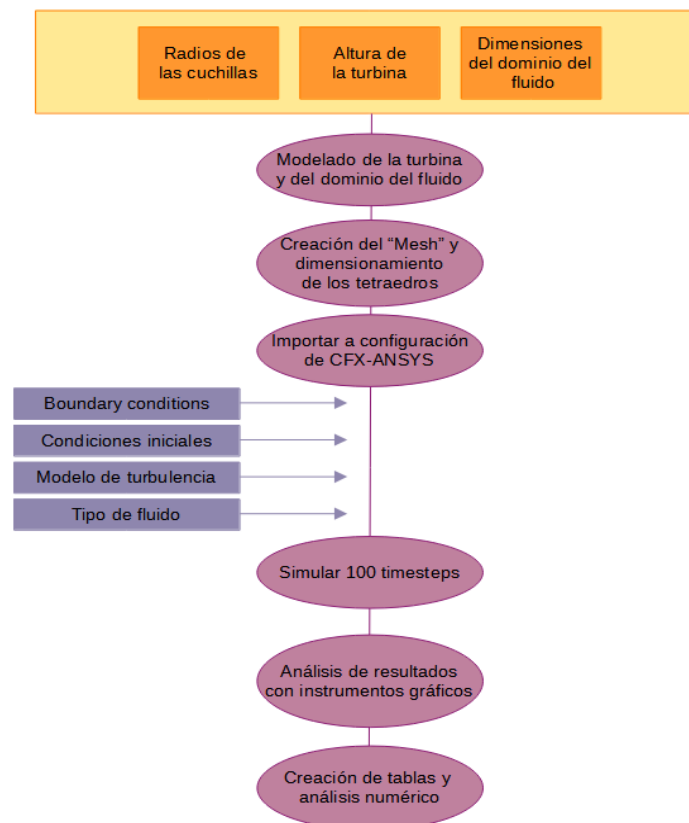 Radios de
las cuchillas
Altura de
la turbina
Dimensiones
del dominio del
fluido
Modelado de la turbina
y del dominio del fluido
Creación del “Mesh” y
dimensionamiento
de los tetraedros
Importar a configuración
de CFX-ANSYS
Boundary conditions
Condiciones iniciales
Modelo de turbulencia
Tipo de fluido
Simular 100 timesteps
Análisis de resultados
con instrumentos gráficos
Creación de tablas y
análisis numérico